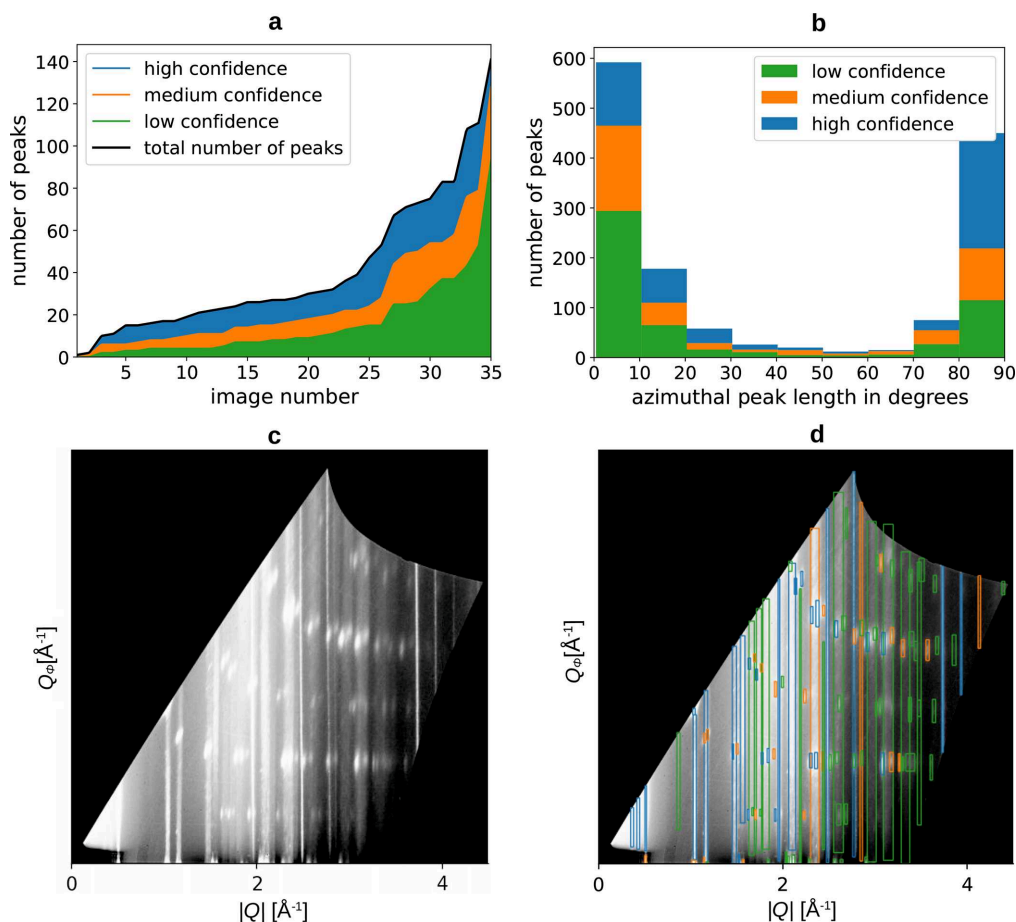 a
140
120
100
80
60
40
20
0
number of peaks
high confidence
medium confidence
low confidence
total number of peaks
5 10 15 20 25 30 35
image number
b
600
500
400
300
200
100
0
number of peaks
low confidence
medium confidence
high confidence
0 10 20 30 40 50 60 70 80 90
azimuthal peak length in degrees
c
QΦ[Å⁻¹]
0 2 4
|Q| [Å⁻¹]
d
QΦ[Å⁻¹]
0 2 4
|Q| [Å⁻¹]